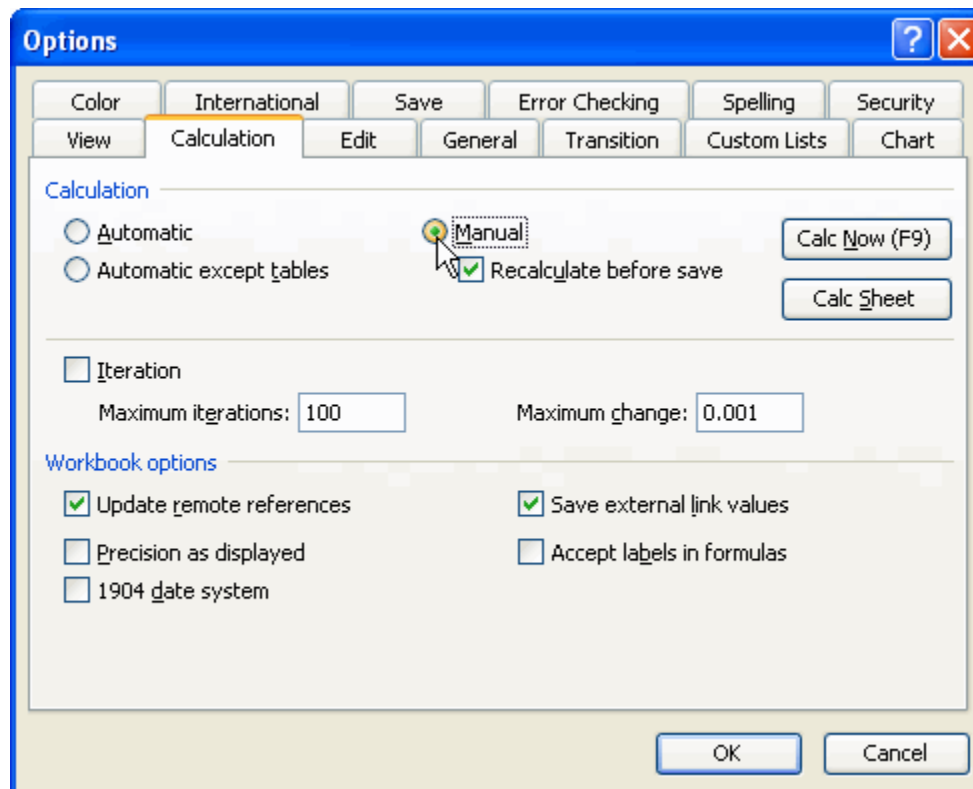 Options
Color International Save Error Checking Spelling Security
View Calculation Edit General Transition Custom Lists Chart
Calculation
Automatic Manual Calc Now (F9)
Automatic except tables Recalculate before save
Calc Sheet
Iteration
Maximum iterations: 100 Maximum change: 0.001
Workbook options
Update remote references Save external link values
Precision as displayed Accept labels in formulas
1904 date system
OK Cancel